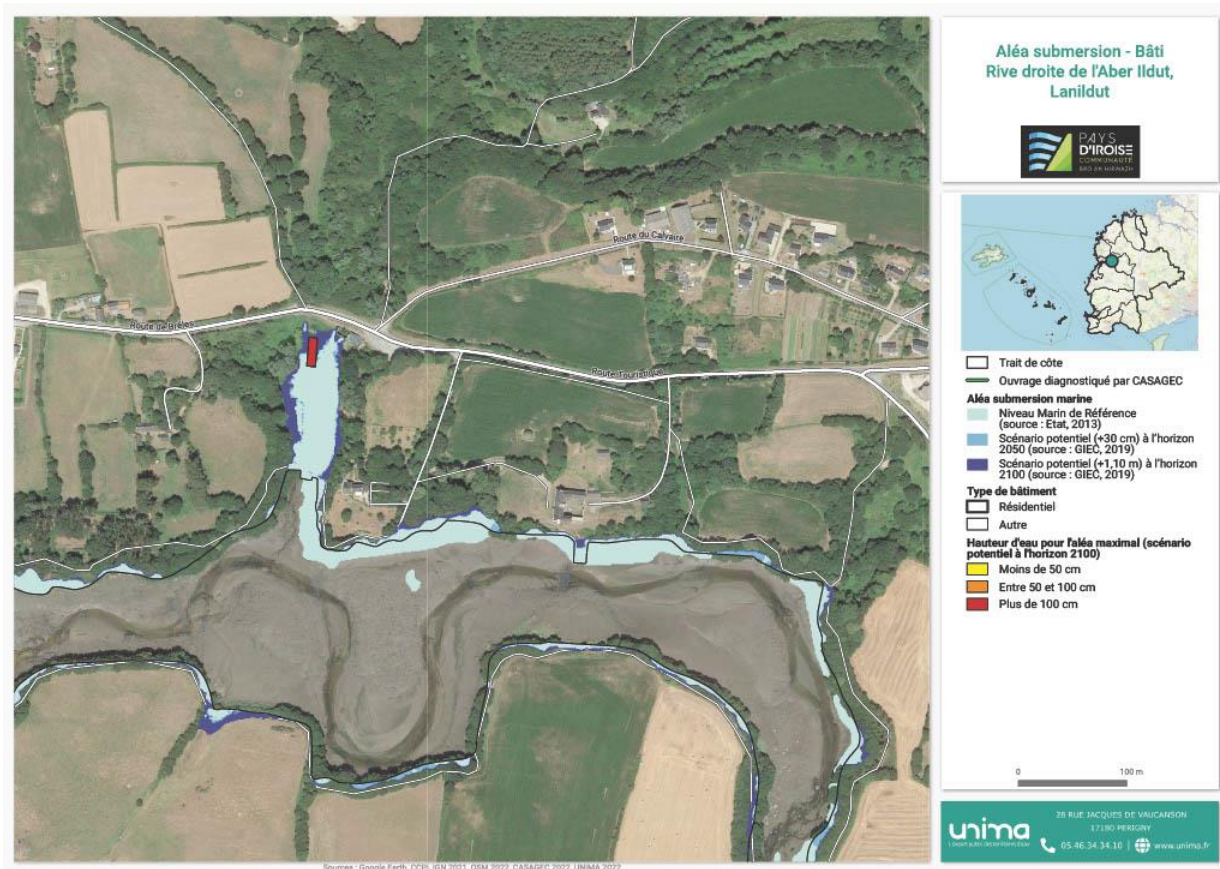 Aléa submersion - Bâti
Rive droite de l'Aber Ildut,
Lanildut
PAYS
D'IROISE
COMMUNAUTÉ
Trait de côte
Ouvrage diagnostiqué par CASAGEC
Aléa submersion marine
Niveau Marin de Référence
(source : Etat, 2013)
Scénario potentiel (+30 cm) à l'horizon
2050 (source : GIEC, 2019)
Scénario potentiel (+1,10 m) à l'horizon
2100 (source : GIEC, 2019)
Type de bâtiment
Résidentiel
Autre
Hauteur d'eau pour l'aléa maximal (scénario
potentiel à l'horizon 2100)
Moins de 50 cm
Entre 50 et 100 cm
Plus de 100 cm
0 100 m
unima
28 RUE JACQUES DE VAUCANSON
17180 PERIGNY
05.46.34.34.10 | www.unima.fr
Route du Calvaire
Route de Brélès
Route Touristique
Sources : Google Earth, CCPI, IGN 2021, OSM 2022, CASAGEC 2022, UNIMA 2022